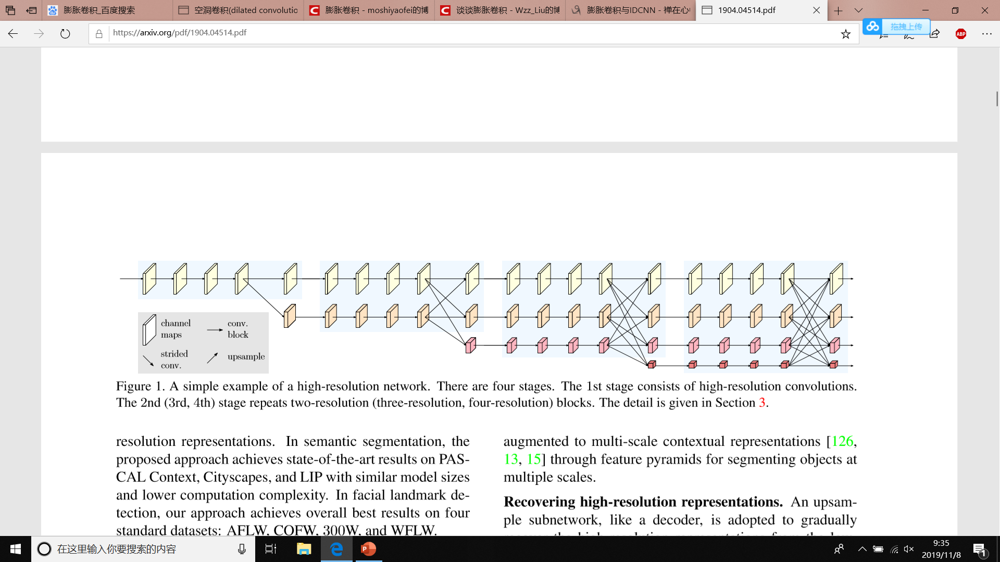 膨胀卷积_百度搜索
空洞卷积(dilated convolutio
膨胀卷积 - moshiyaofei的博
谈谈膨胀卷积 - Wzz_Liu的博
膨胀卷积与IDCNN - 禅在心中
1904.04514.pdf
https://arxiv.org/pdf/1904.04514.pdf
拖拽上传
ABP
channel
maps
conv.
block
strided
conv.
upsample
Figure 1. A simple example of a high-resolution network. There are four stages. The 1st stage consists of high-resolution convolutions.
The 2nd (3rd, 4th) stage repeats two-resolution (three-resolution, four-resolution) blocks. The detail is given in Section 3.
resolution representations. In semantic segmentation, the
proposed approach achieves state-of-the-art results on PAS-
CAL Context, Cityscapes, and LIP with similar model sizes
and lower computation complexity. In facial landmark de-
tection, our approach achieves overall best results on four
standard datasets: AFLW, COFW, 300W, and WFLW.
augmented to multi-scale contextual representations [126,
13, 15] through feature pyramids for segmenting objects at
multiple scales.
Recovering high-resolution representations. An upsam-
ple subnetwork, like a decoder, is adopted to gradually
在这里输入你要搜索的内容
9:35
2019/11/8
1